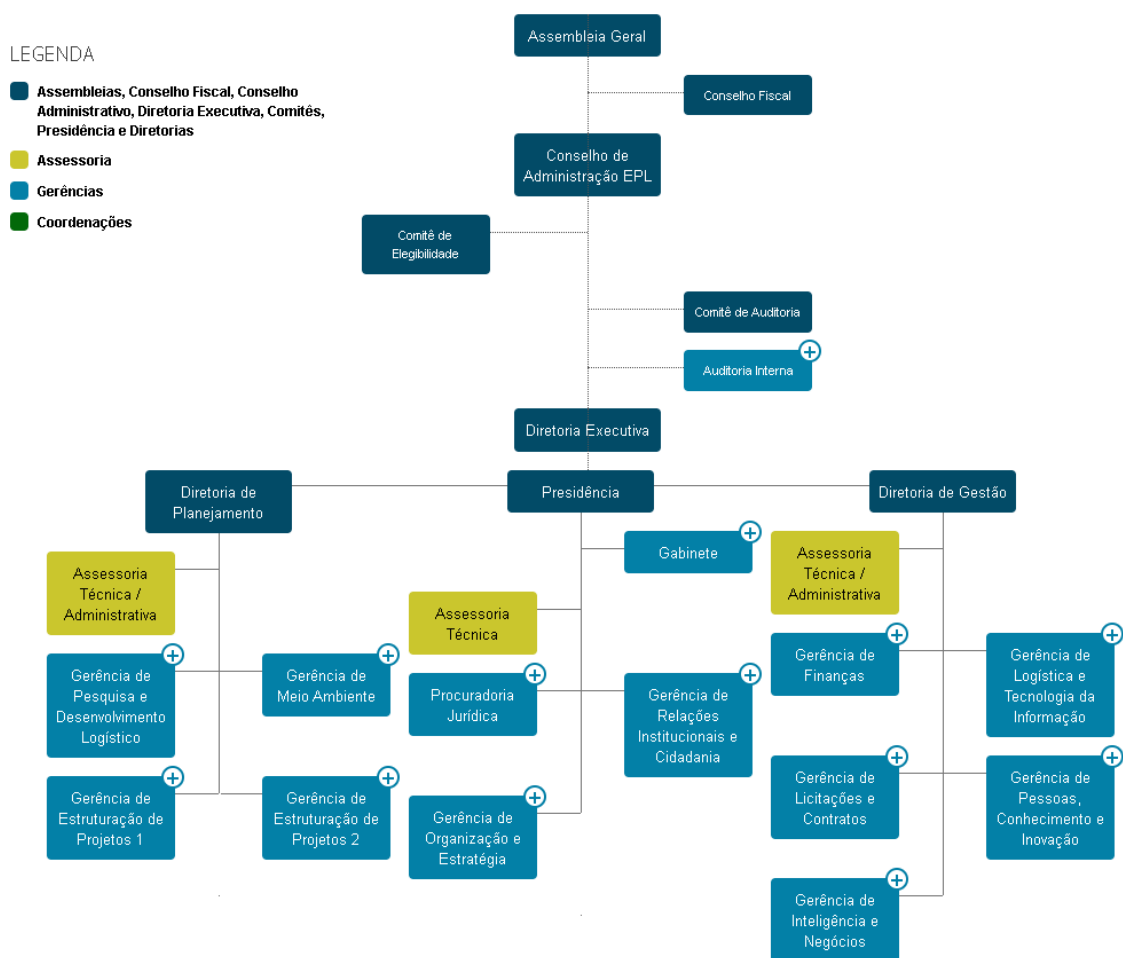 LEGENDA
Assembleias, Conselho Fiscal, Conselho
Administrativo, Diretoria Executiva, Comitês,
Presidência e Diretorias
Assessoria
Gerências
Coordenações
Assembleia Geral
Conselho Fiscal
Conselho de
Administração EPL
Comitê de
Elegibilidade
Comitê de Auditoria
Auditoria Interna
Diretoria Executiva
Diretoria de
Planejamento
Presidência
Diretoria de Gestão
Assessoria
Técnica /
Administrativa
Gerência de
Pesquisa e
Desenvolvimento
Logístico
Gerência de
Meio Ambiente
Gerência de
Estruturação de
Projetos 1
Gerência de
Estruturação de
Projetos 2
Gabinete
Assessoria
Técnica
Procuradoria
Jurídica
Gerência de
Relações
Institucionais e
Cidadania
Gerência de
Organização e
Estratégia
Assessoria
Técnica /
Administrativa
Gerência de
Finanças
Gerência de
Logística e
Tecnologia da
Informação
Gerência de
Licitações e
Contratos
Gerência de
Pessoas,
Conhecimento e
Inovação
Gerência de
Inteligência e
Negócios